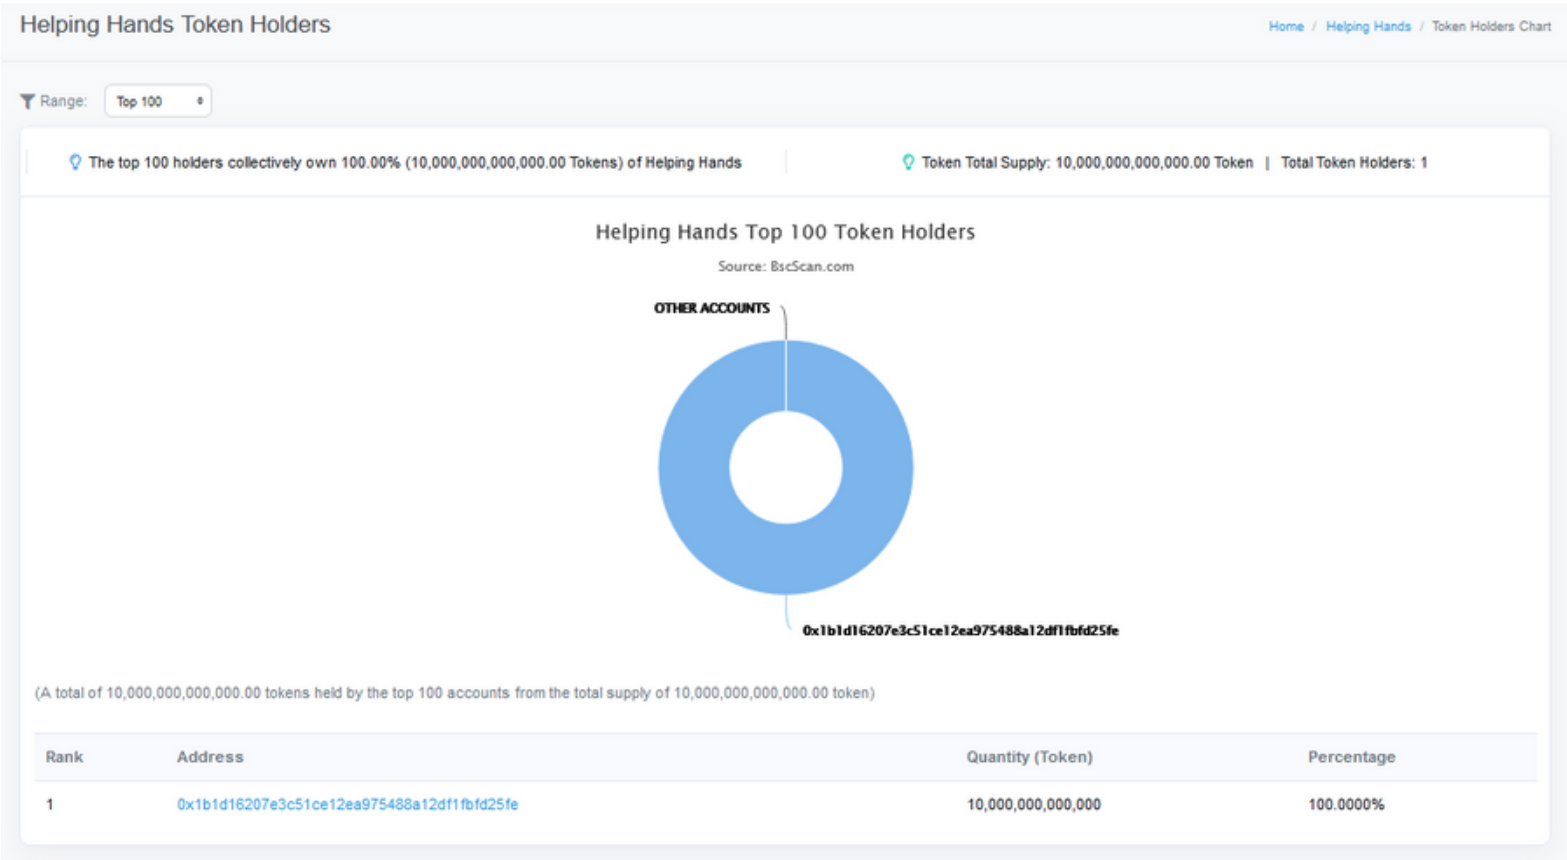 Helping Hands Token Holders
Home / Helping Hands / Token Holders Chart
Range: Top 100
The top 100 holders collectively own 100.00% (10,000,000,000,000.00 Tokens) of Helping Hands
Token Total Supply: 10,000,000,000,000.00 Token | Total Token Holders: 1
Helping Hands Top 100 Token Holders
Source: BscScan.com
OTHER ACCOUNTS
0x1b1d16207e3c51ce12ea975488a12df1fbfd25fe
(A total of 10,000,000,000,000.00 tokens held by the top 100 accounts from the total supply of 10,000,000,000,000.00 token)
Rank Address Quantity (Token) Percentage
1 0x1b1d16207e3c51ce12ea975488a12df1fbfd25fe 10,000,000,000,000 100.0000%